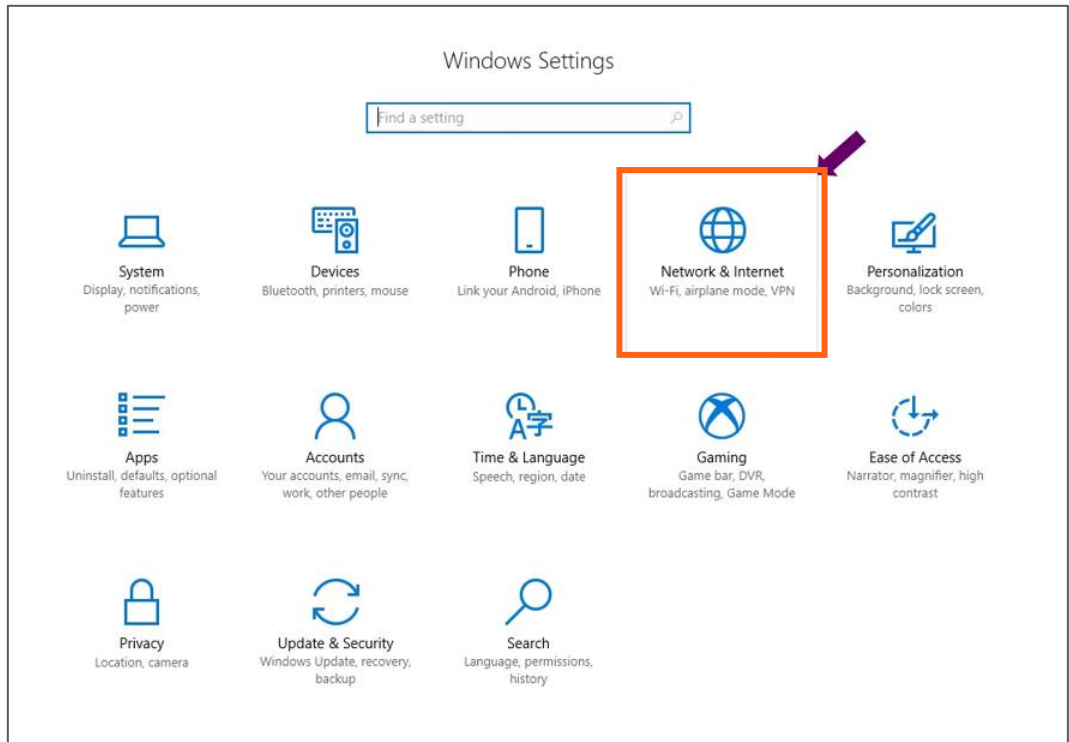 Windows Settings
Find a setting
System
Display, notifications,
power
Devices
Bluetooth, printers, mouse
Phone
Link your Android, iPhone
Network & Internet
Wi-Fi, airplane mode, VPN
Personalization
Background, lock screen,
colors
Apps
Uninstall, defaults, optional
features
Accounts
Your accounts, email, sync,
work, other people
Time & Language
Speech, region, date
Gaming
Game bar, DVR,
broadcasting, Game Mode
Ease of Access
Narrator, magnifier, high
contrast
Privacy
Location, camera
Update & Security
Windows Update, recovery,
backup
Search
Language, permissions,
history